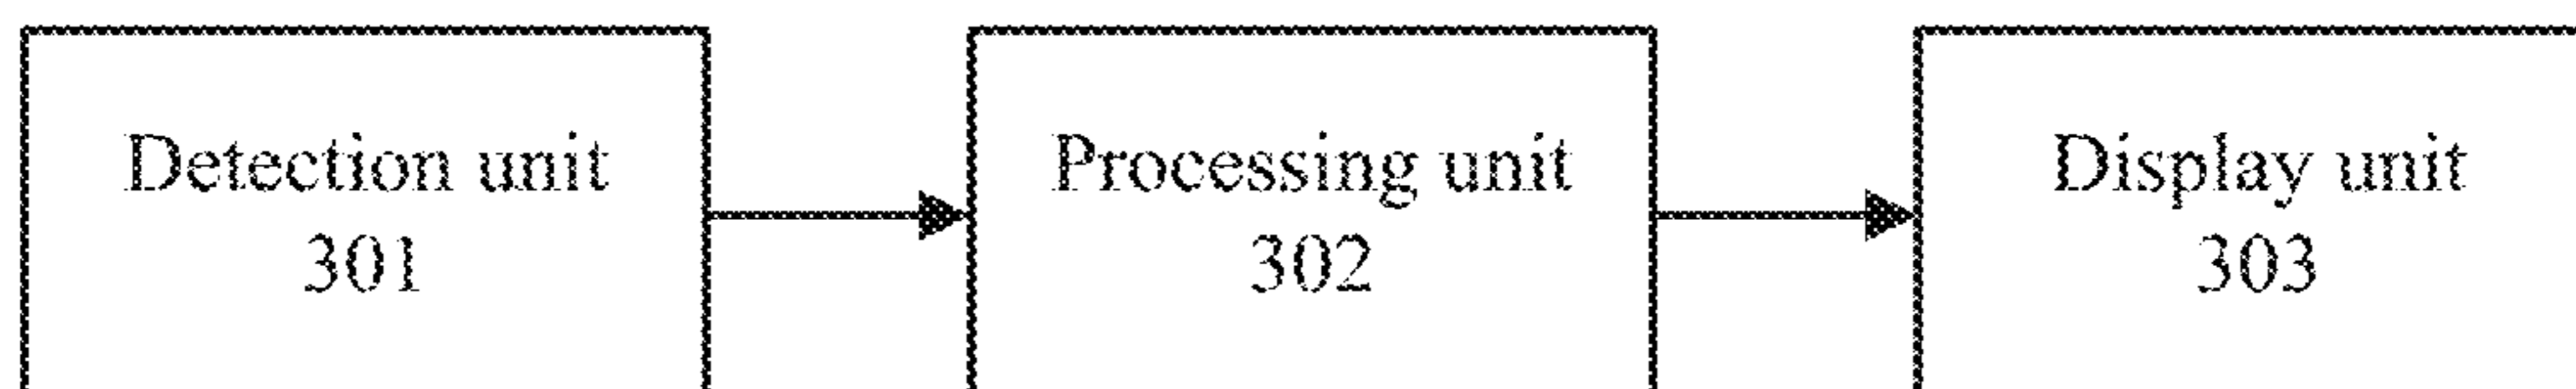 Detection unit
301
Processing unit
302
Display unit
303